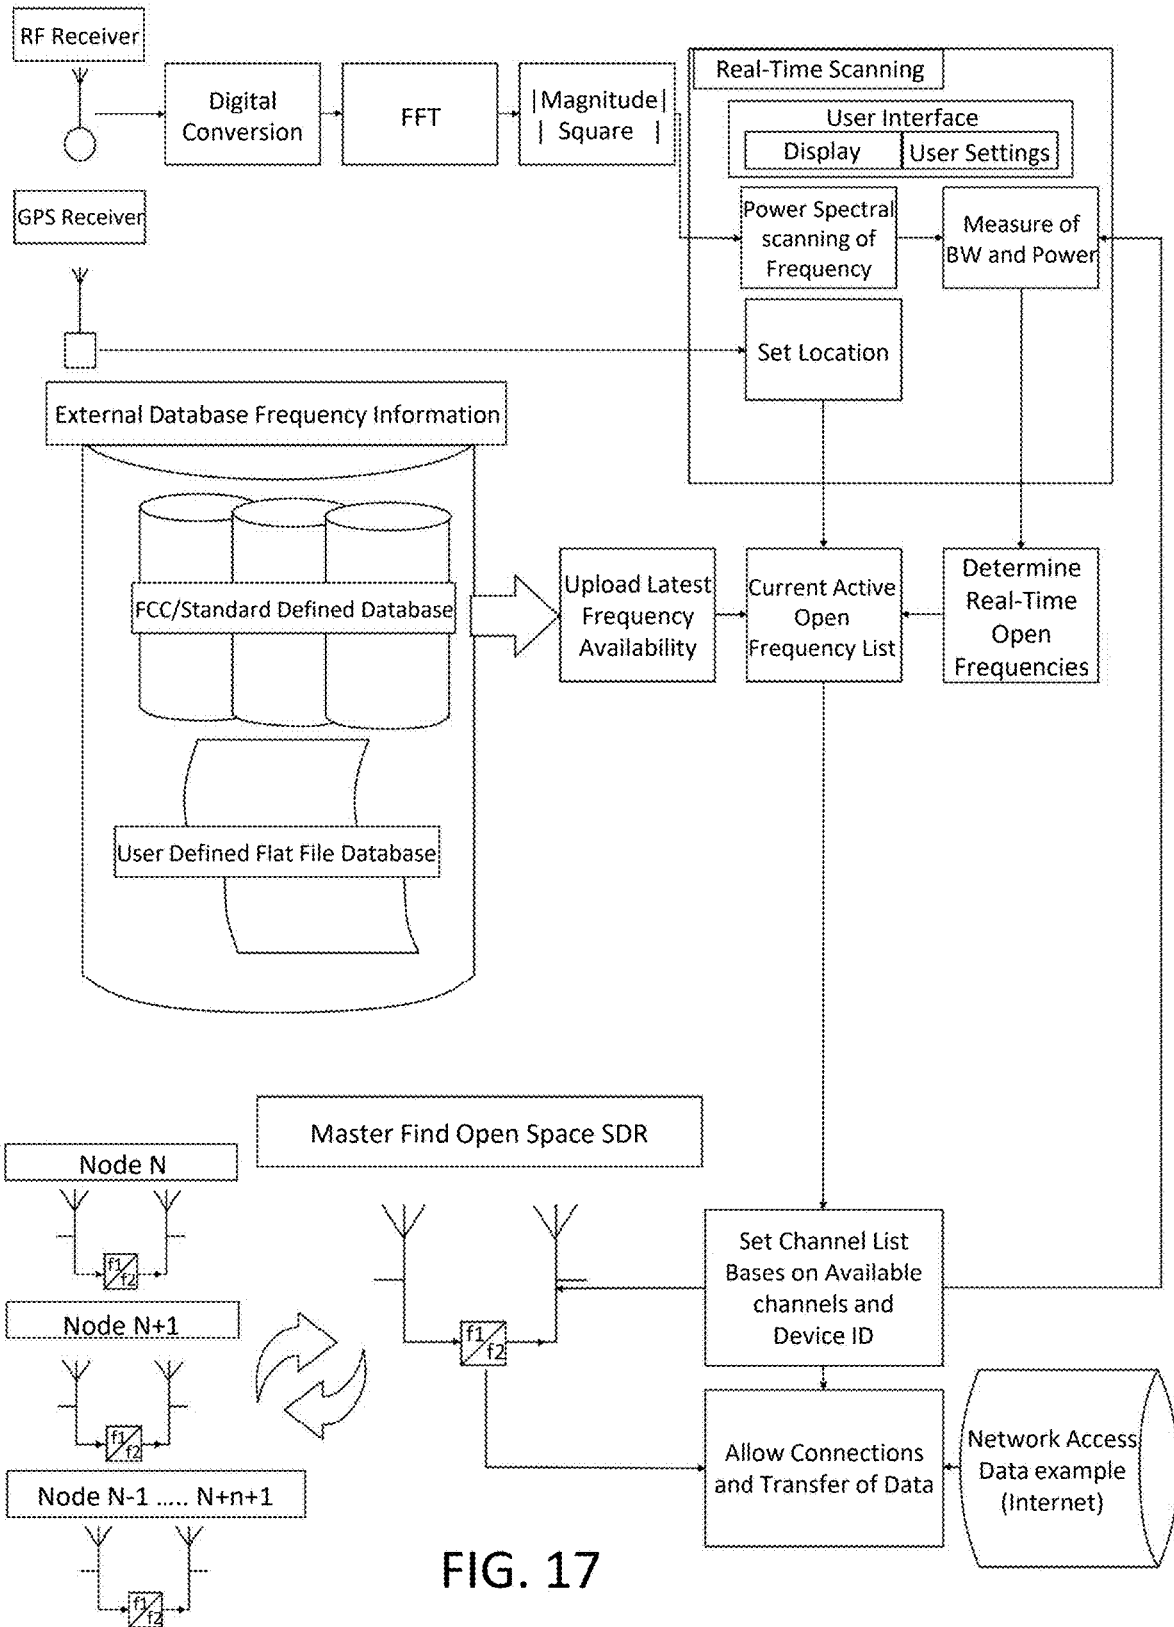 RF Receiver
Digital
Conversion
FFT
|Magnitude|
| Square |
Real-Time Scanning
User Interface
Display
User Settings
GPS Receiver
Power Spectral
scanning of
Frequency
Measure of
BW and Power
Set Location
External Database Frequency Information
FCC/Standard Defined Database
Upload Latest
Frequency
Availability
Current Active
Open
Frequency List
Determine
Real-Time
Open
Frequencies
User Defined Flat File Database
Master Find Open Space SDR
Node N
f1
f2
Node N+1
f1
f2
Node N-1 ..... N+n+1
f1
f2
f1
f2
Set Channel List
Bases on Available
channels and
Device ID
Allow Connections
and Transfer of Data
Network Access
Data example
(Internet)
FIG. 17